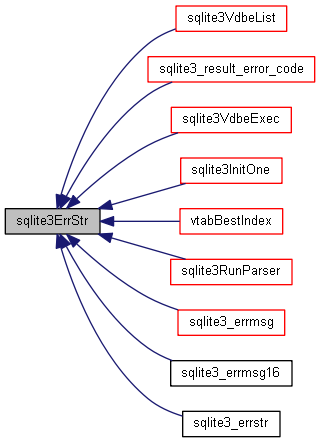 sqlite3VdbeList
sqlite3_result_error_code
sqlite3VdbeExec
sqlite3InitOne
sqlite3ErrStr
vtabBestIndex
sqlite3RunParser
sqlite3_errmsg
sqlite3_errmsg16
sqlite3_errstr